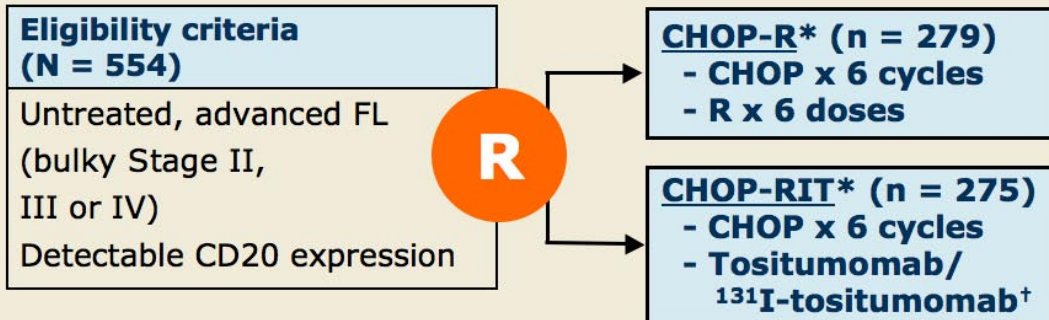 Eligibility criteria
(N = 554)
Untreated, advanced FL
(bulky Stage II,
III or IV)
Detectable CD20 expression
R
CHOP-R* (n = 279)
- CHOP x 6 cycles
- R x 6 doses
CHOP-RIT* (n = 275)
- CHOP x 6 cycles
- Tositumomab/
¹³¹I-tositumomab†